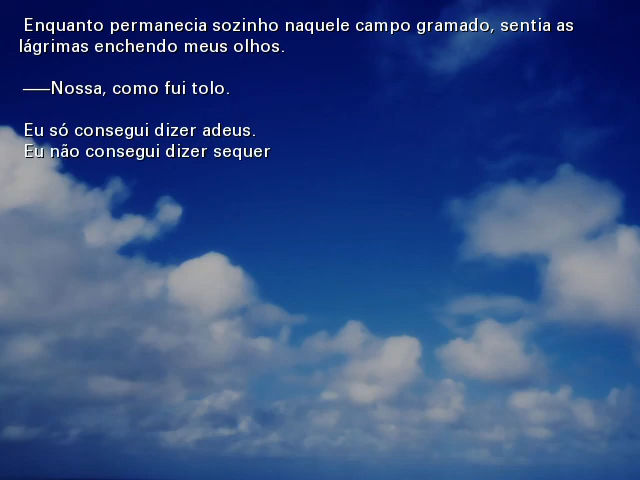 Enquanto permanecia sozinho naquele campo gramado, sentia as
lágrimas enchendo meus olhos.
——Nossa, como fui tolo.
Eu só consegui dizer adeus.
Eu não consegui dizer sequer